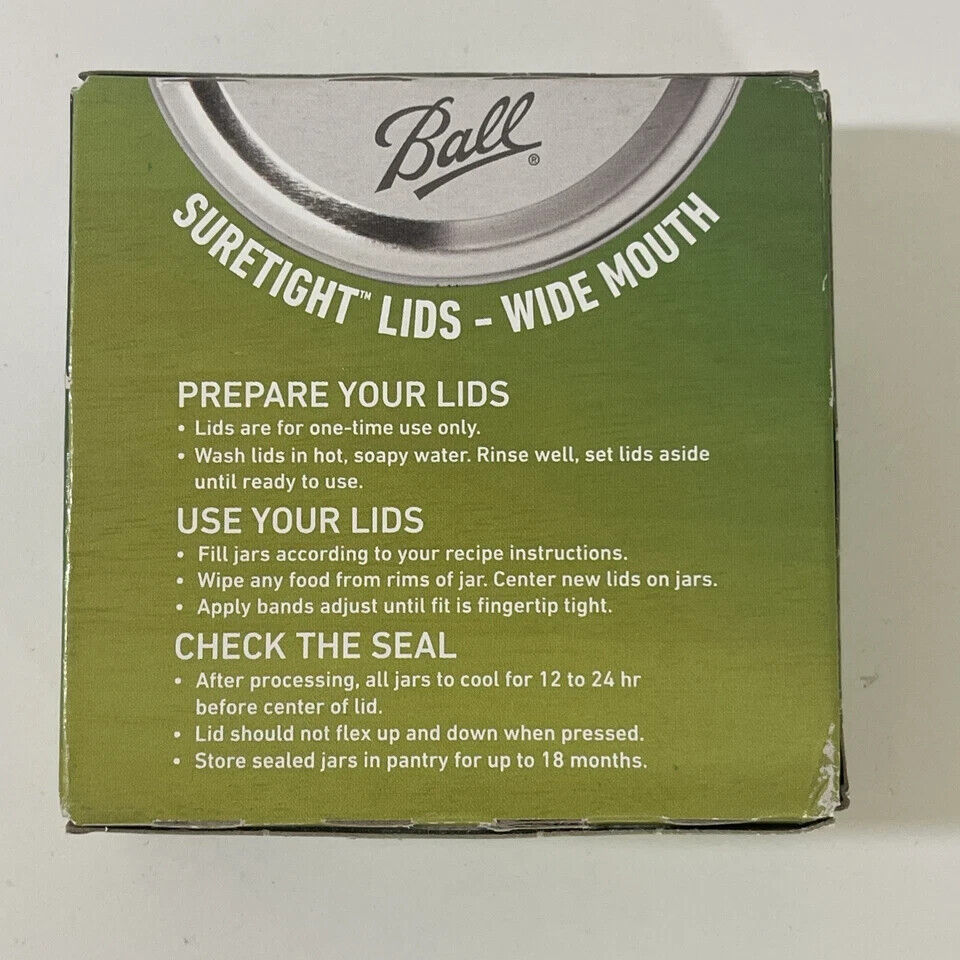 Ball®
SURETIGHT™ LIDS - WIDE MOUTH
PREPARE YOUR LIDS
• Lids are for one-time use only.
• Wash lids in hot, soapy water. Rinse well, set lids aside
until ready to use.
USE YOUR LIDS
• Fill jars according to your recipe instructions.
• Wipe any food from rims of jar. Center new lids on jars.
• Apply bands adjust until fit is fingertip tight.
CHECK THE SEAL
• After processing, all jars to cool for 12 to 24 hr
before center of lid.
• Lid should not flex up and down when pressed.
• Store sealed jars in pantry for up to 18 months.